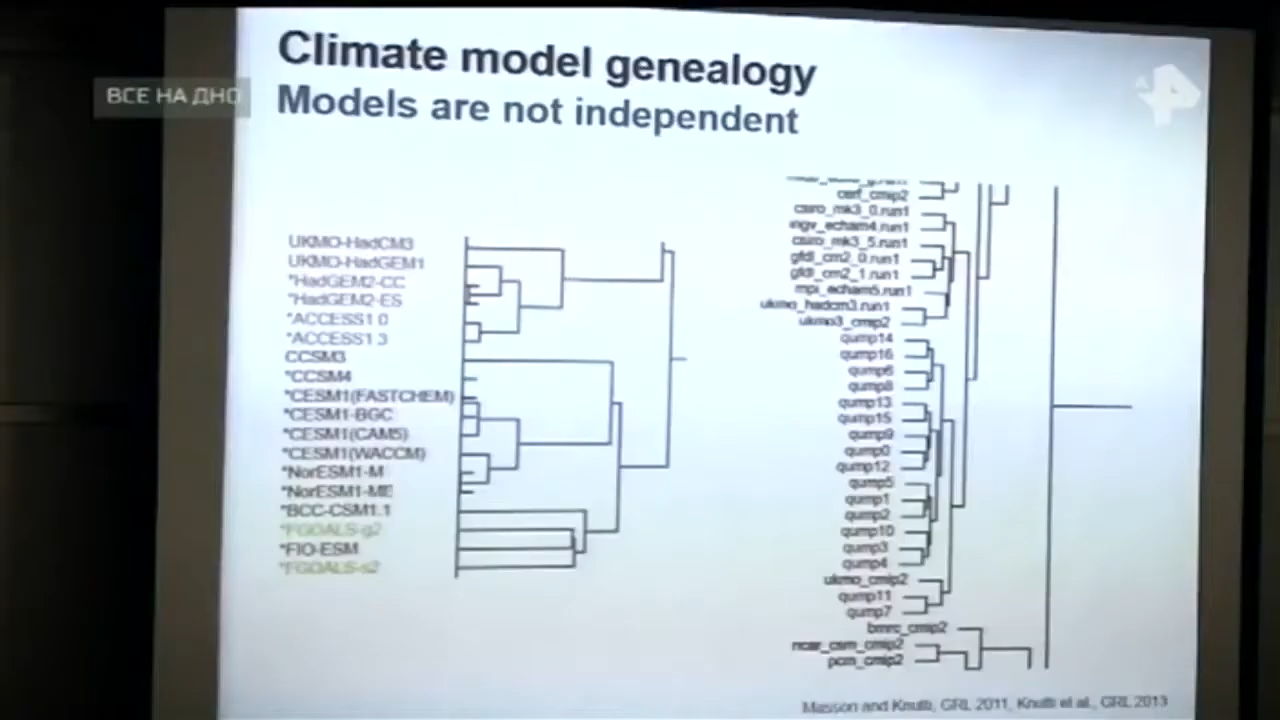 Climate model genealogy
ВСЕ НА ДНО
Models are not independent
UKMO-HadCM3
UKMO-HadGEM1
*HadGEM2-CC
*HadGEM2-ES
*ACCESS1 0
*ACCESS1 3
CCSM3
*CCSM4
*CESM1(FASTCHEM)
*CESM1-BGC
*CESM1(CAM5)
*CESM1(WACCM)
*NorESM1-M
*NorESM1-ME
*BCC-CSM1.1
*FGOALS-g2
*FIO-ESM
*FGOALS-s2
cerf_cmip2
csiro_mk3_0.run1
ingv_echam4.run1
csiro_mk3_5.run1
gfdl_cm2_0.run1
gfdl_cm2_1.run1
mpi_echam5.run1
ukmo_hadcm3.run1
ukmo3_cmip2
qump14
qump16
qump6
qump8
qump13
qump15
qump9
qump0
qump12
qump5
qump1
qump2
qump10
qump3
qump4
ukmo_cmip2
qump11
qump7
bmrc_cmip2
ncar_csm_cmip2
pcm_cmip2
Masson and Knutti, GRL 2011, Knutti et al., GRL 2013